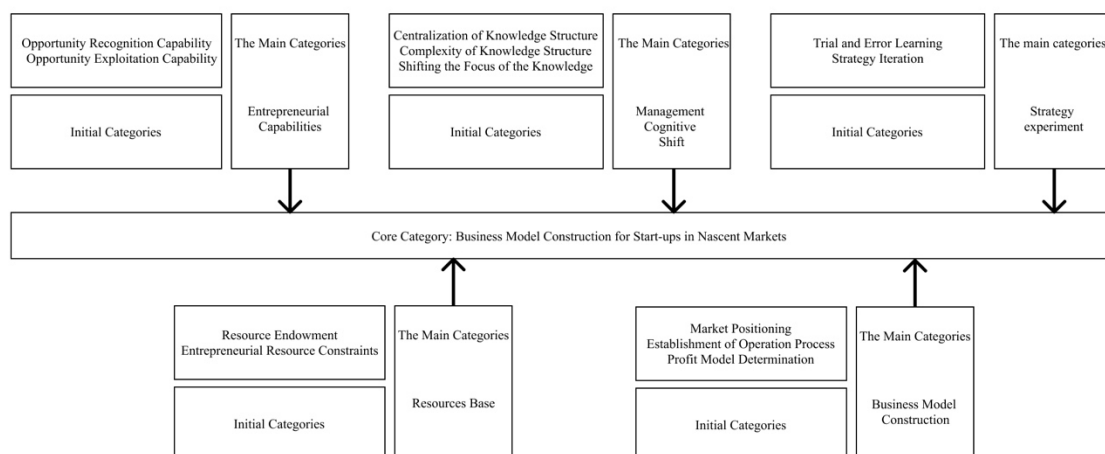 Opportunity Recognition Capability
Opportunity Exploitation Capability
Initial Categories
The Main Categories
Entrepreneurial
Capabilities
Centralization of Knowledge Structure
Complexity of Knowledge Structure
Shifting the Focus of the Knowledge
Initial Categories
The Main Categories
Management
Cognitive
Shift
Trial and Error Learning
Strategy Iteration
Initial Categories
The main categories
Strategy
experiment
Core Category: Business Model Construction for Start-ups in Nascent Markets
Resource Endowment
Entrepreneurial Resource Constraints
Initial Categories
The Main Categories
Resources Base
Market Positioning
Establishment of Operation Process
Profit Model Determination
Initial Categories
The Main Categories
Business Model
Construction